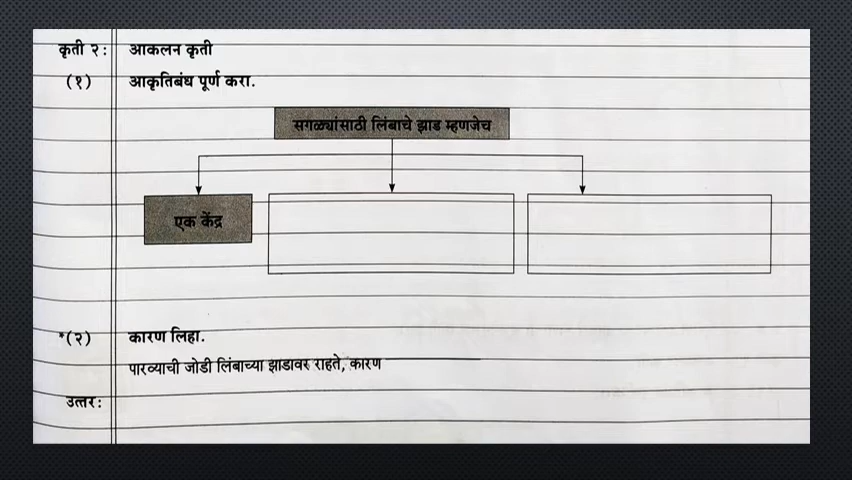 कृती २: आकलन कृती
(१) आकृतिबंध पूर्ण करा.
सगळ्यांसाठी लिंबाचे झाड म्हणजेच
एक केंद्र
*(२) कारण लिहा.
पारव्याची जोडी लिंबाच्या झाडावर राहते, कारण
उत्तर: